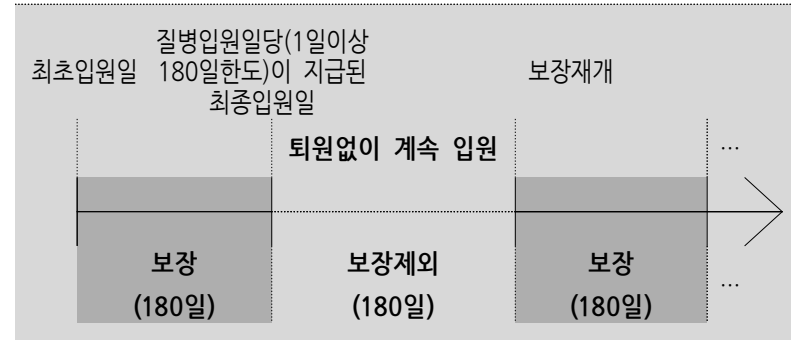 최초입원일
질병입원일당(1일이상
180일한도)이 지급된
최종입원일
보장재개
퇴원없이 계속 입원
…
보장
(180일)
보장제외
(180일)
보장
(180일)
…